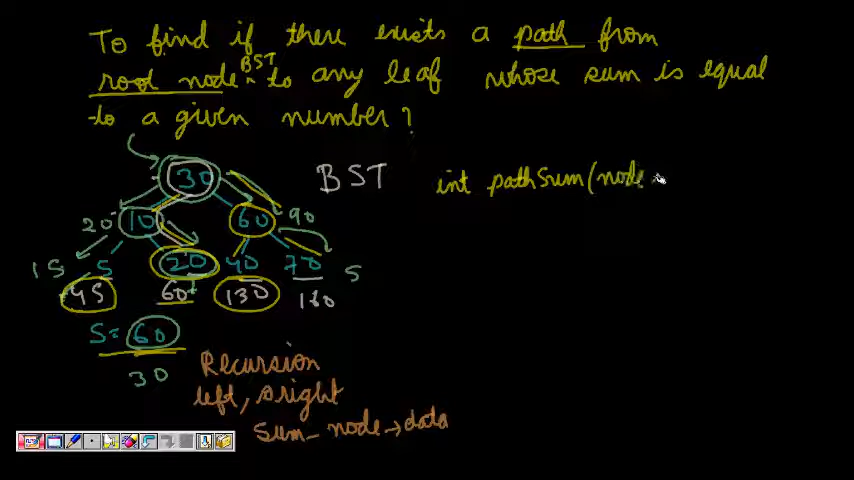 To find if there exists a path from
BST
root node ^ to any leaf whose sum is equal
to a given number?
30 BST int pathSum(node
20 10 60 90
15 5 20 40 70 5
45 60 130 160
S = 60
30
Recursion
left, right
Sum - node → data